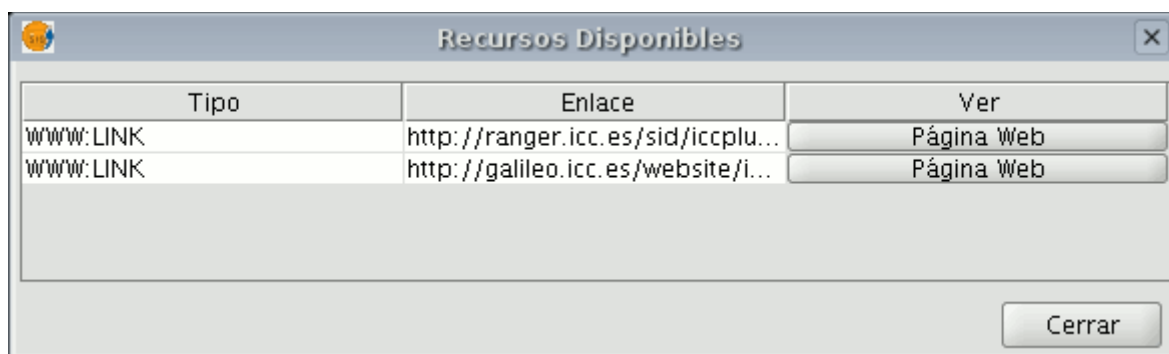 Recursos Disponibles
Tipo Enlace Ver
WWW:LINK http://ranger.icc.es/sid/iccplu... Página Web
WWW:LINK http://galileo.icc.es/website/i... Página Web
Cerrar